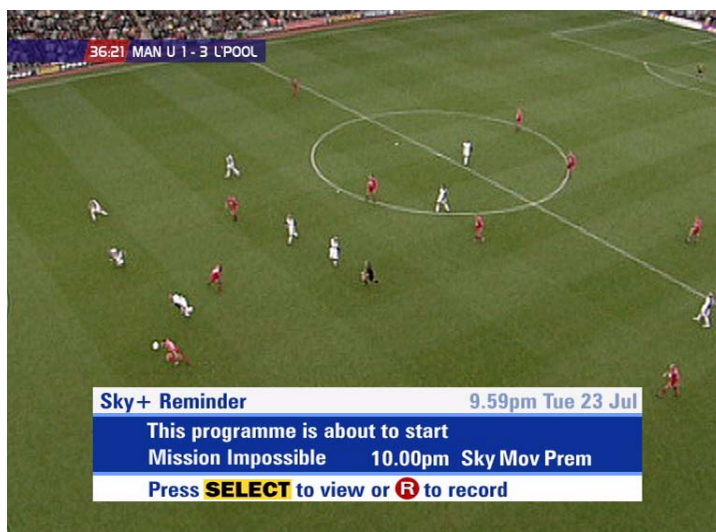 36:21 MAN U 1 - 3 L'POOL
Sky+ Reminder 9.59pm Tue 23 Jul
This programme is about to start
Mission Impossible 10.00pm Sky Mov Prem
Press SELECT to view or R to record